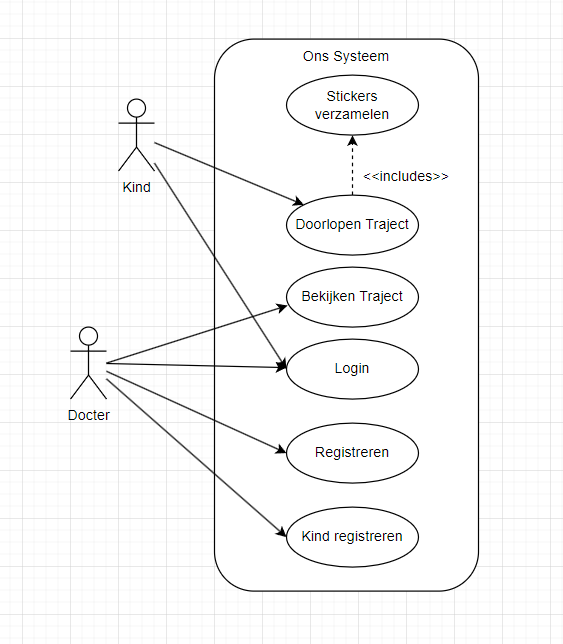 Ons Systeem
Stickers
verzamelen
<<includes>>
Kind
Doorlopen Traject
Bekijken Traject
Login
Docter
Registreren
Kind registreren